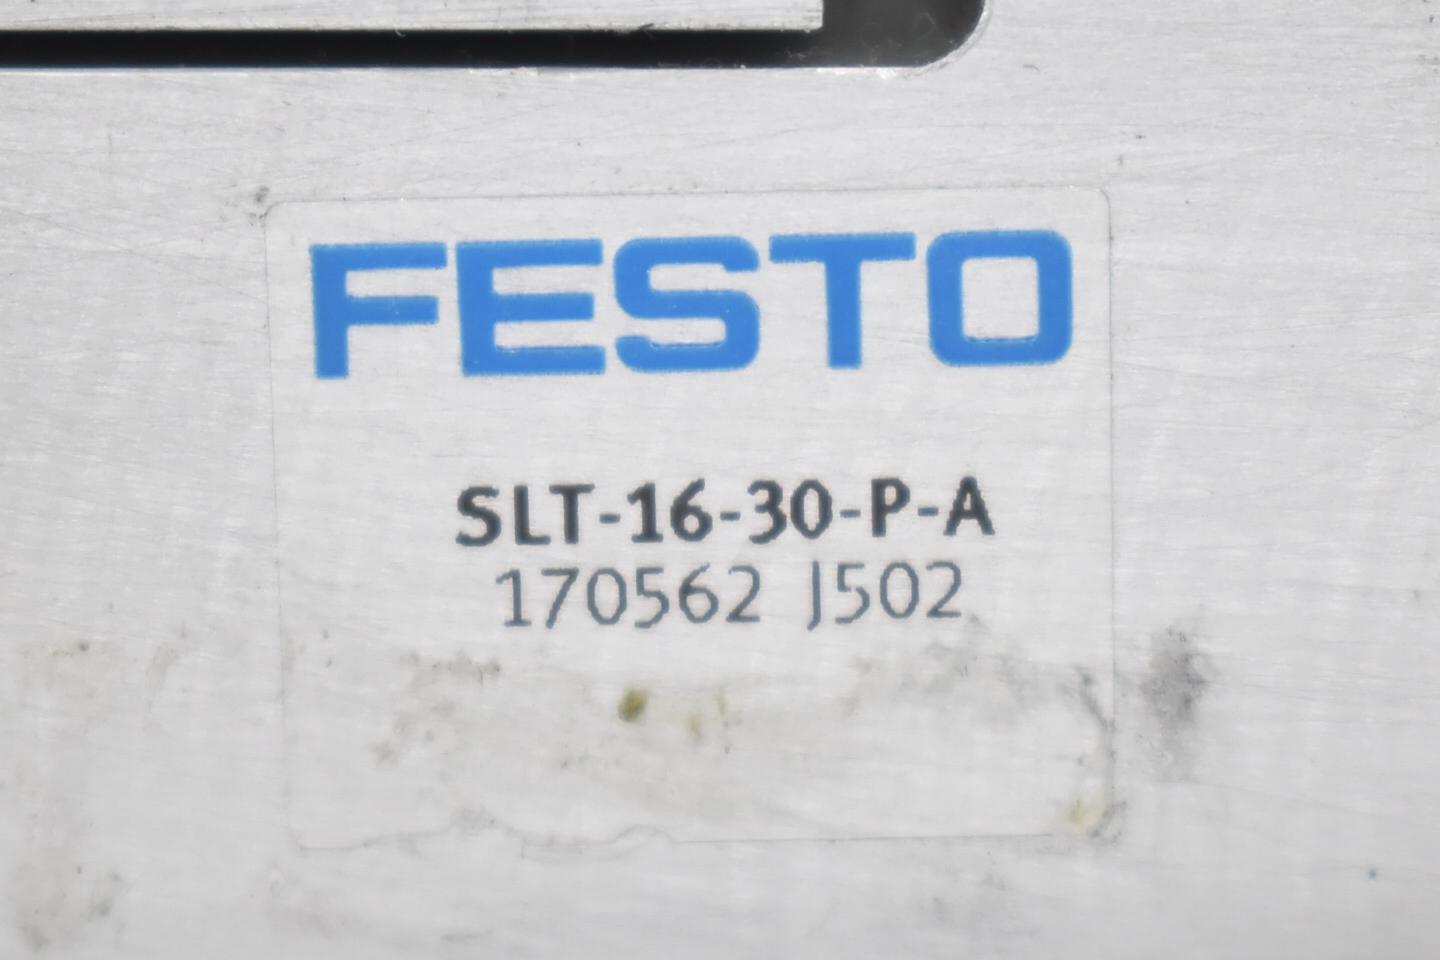 FESTO
SLT-16-30-P-A
170562 J502